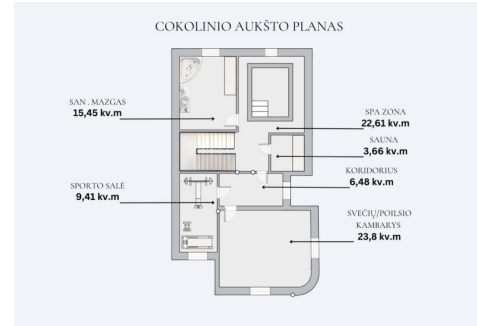 COKOLINIO AUKŠTO PLANAS
SAN . MAZGAS
15,45 kv.m
SPA ZONA
22,61 kv.m
SAUNA
3,66 kv.m
KORIDORIUS
6,48 kv.m
SPORTO SALĖ
9,41 kv.m
SVEČIŲ/POILSIO
KAMBARYS
23,8 kv.m